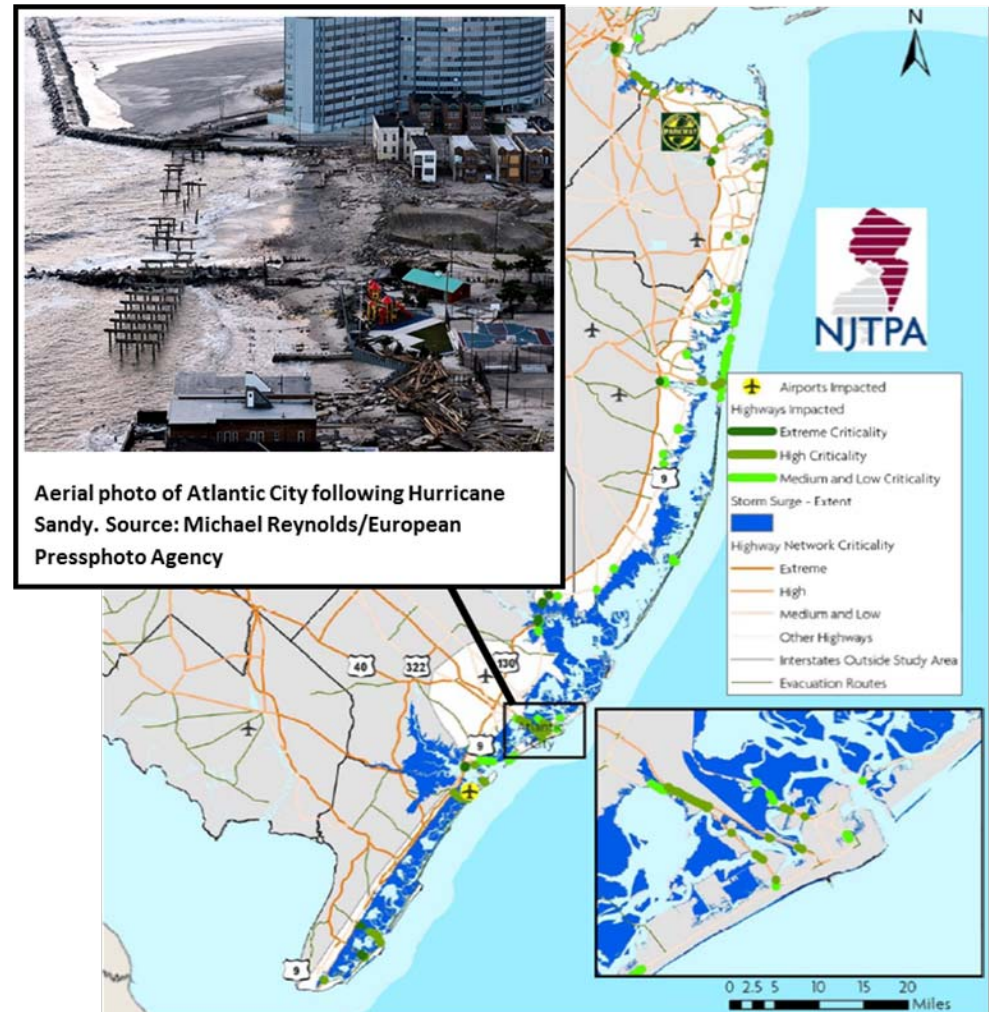 Aerial photo of Atlantic City following Hurricane
Sandy. Source: Michael Reynolds/European
Pressphoto Agency
N
PARKWAY
NJTPA
Airports Impacted
Highways Impacted
Extreme Criticality
High Criticality
Medium and Low Criticality
Storm Surge - Extent
Highway Network Criticality
Extreme
High
Medium and Low
Other Highways
Interstates Outside Study Area
Evacuation Routes
9
40
322
130
9
9
0 2.5 5 10 15 20
Miles